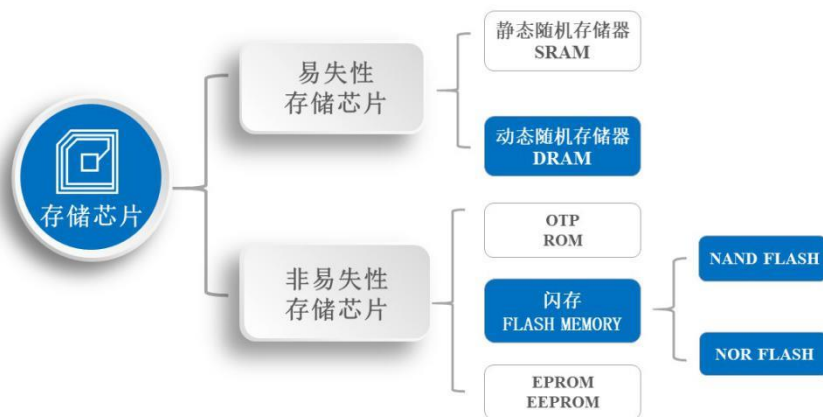 存储芯片
易失性
存储芯片
静态随机存储器
SRAM
动态随机存储器
DRAM
非易失性
存储芯片
OTP
ROM
闪存
FLASH MEMORY
NAND FLASH
NOR FLASH
EPROM
EEPROM